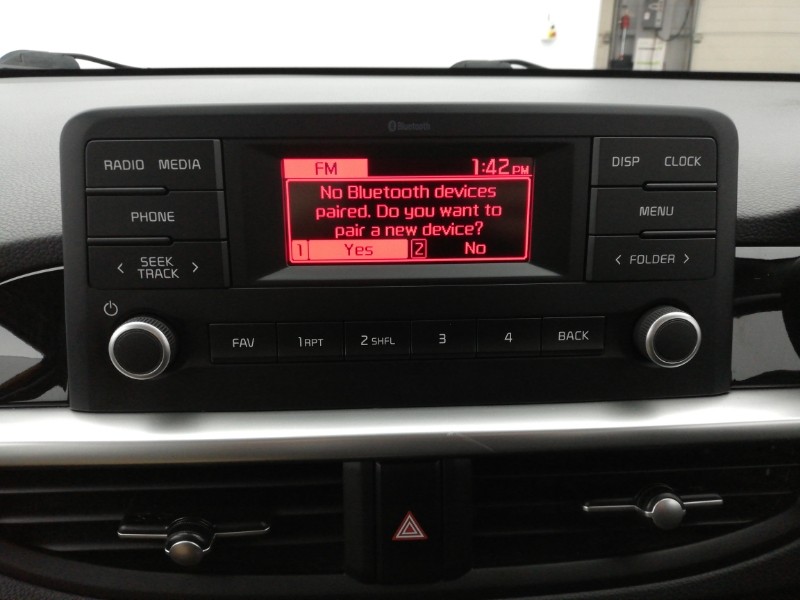 Bluetooth
RADIO MEDIA
PHONE
< SEEK TRACK >
FM 1:42 PM
No Bluetooth devices
paired. Do you want to
pair a new device?
1 Yes 2 No
DISP CLOCK
MENU
< FOLDER >
FAV 1 RPT 2 SHFL 3 4 BACK